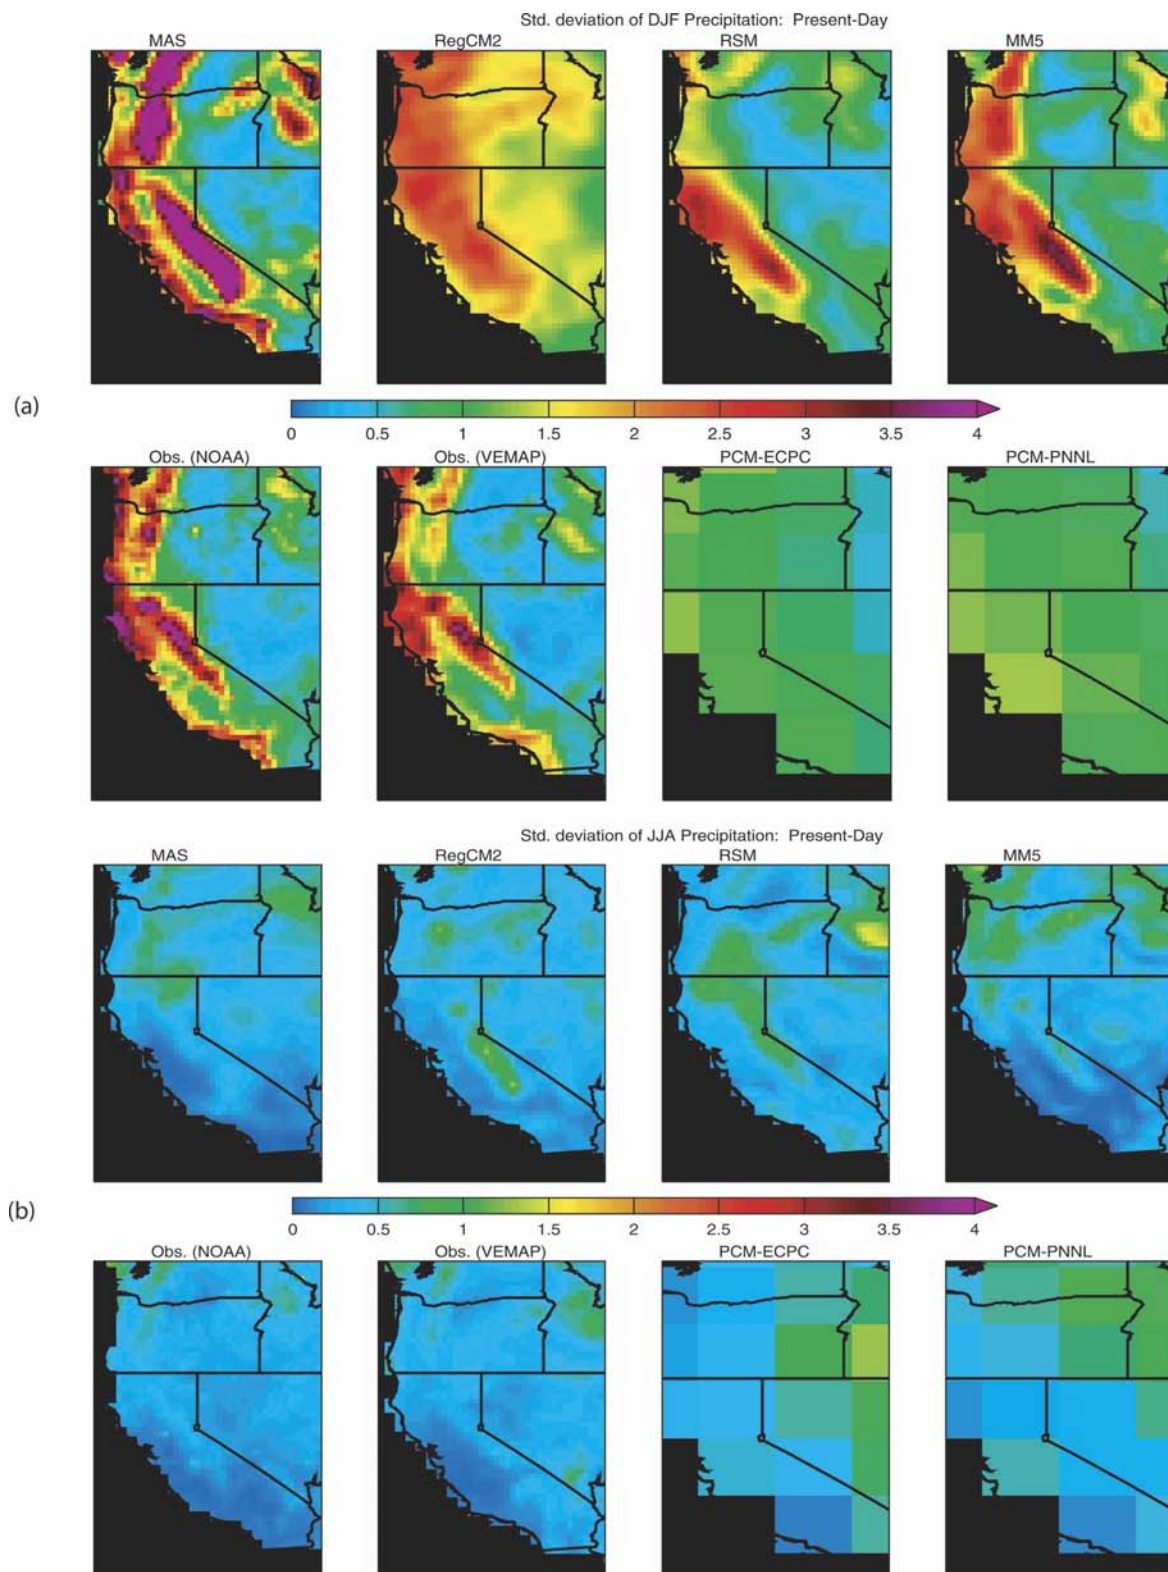 Std. deviation of DJF Precipitation: Present-Day
MAS RegCM2 RSM MM5
(a)
0 0.5 1 1.5 2 2.5 3 3.5 4
Obs. (NOAA) Obs. (VEMAP) PCM-ECPC PCM-PNNL
Std. deviation of JJA Precipitation: Present-Day
MAS RegCM2 RSM MM5
(b)
0 0.5 1 1.5 2 2.5 3 3.5 4
Obs. (NOAA) Obs. (VEMAP) PCM-ECPC PCM-PNNL